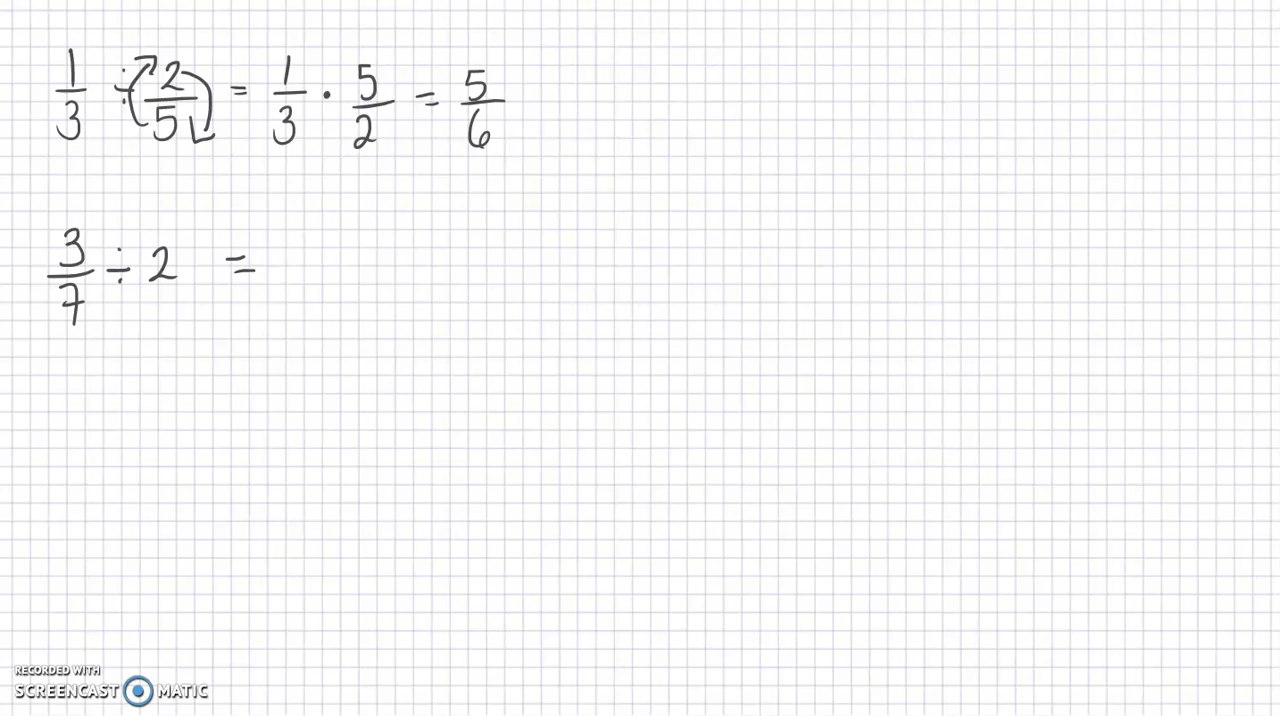 1/3 ÷ 2/5 = 1/3 · 5/2 = 5/6
3/7 ÷ 2 =
RECORDED WITH
SCREENCAST MATIC